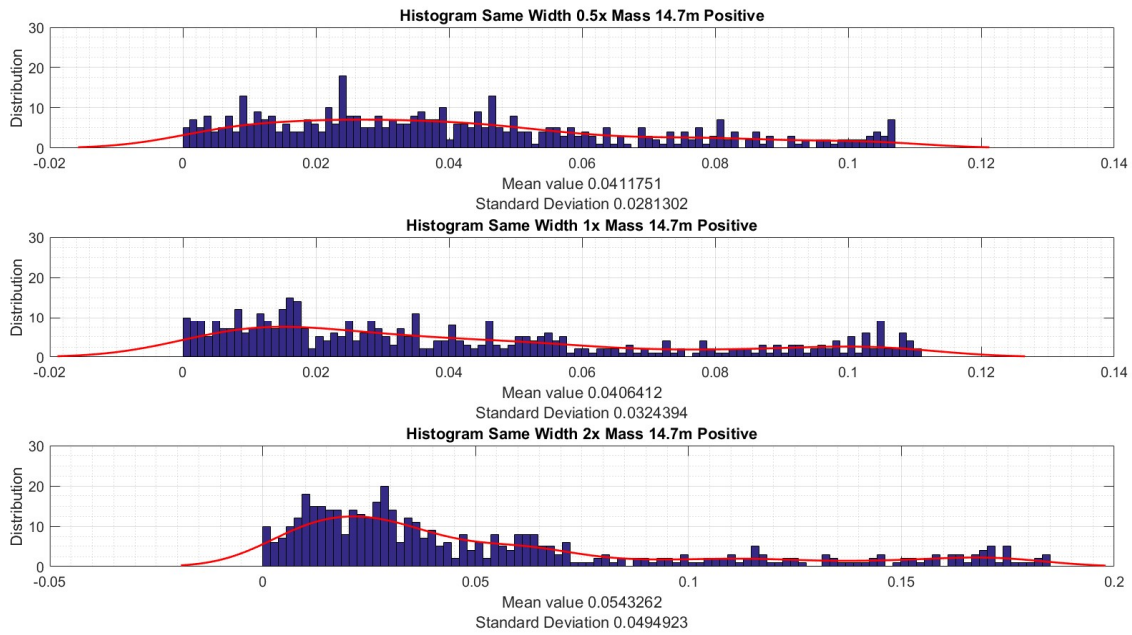 Histogram Same Width 0.5x Mass 14.7m Positive
30
20
10
0
Distribution
-0.02 0 0.02 0.04 0.06 0.08 0.1 0.12 0.14
Mean value 0.0411751
Standard Deviation 0.0281302
Histogram Same Width 1x Mass 14.7m Positive
30
20
10
0
Distribution
-0.02 0 0.02 0.04 0.06 0.08 0.1 0.12 0.14
Mean value 0.0406412
Standard Deviation 0.0324394
Histogram Same Width 2x Mass 14.7m Positive
30
20
10
0
Distribution
-0.05 0 0.05 0.1 0.15 0.2
Mean value 0.0543262
Standard Deviation 0.0494923